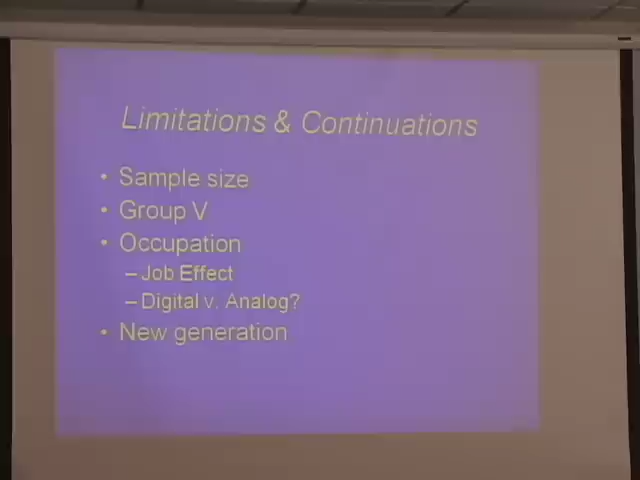 Limitations & Continuations
• Sample size
• Group V
• Occupation
– Job Effect
– Digital v. Analog?
• New generation